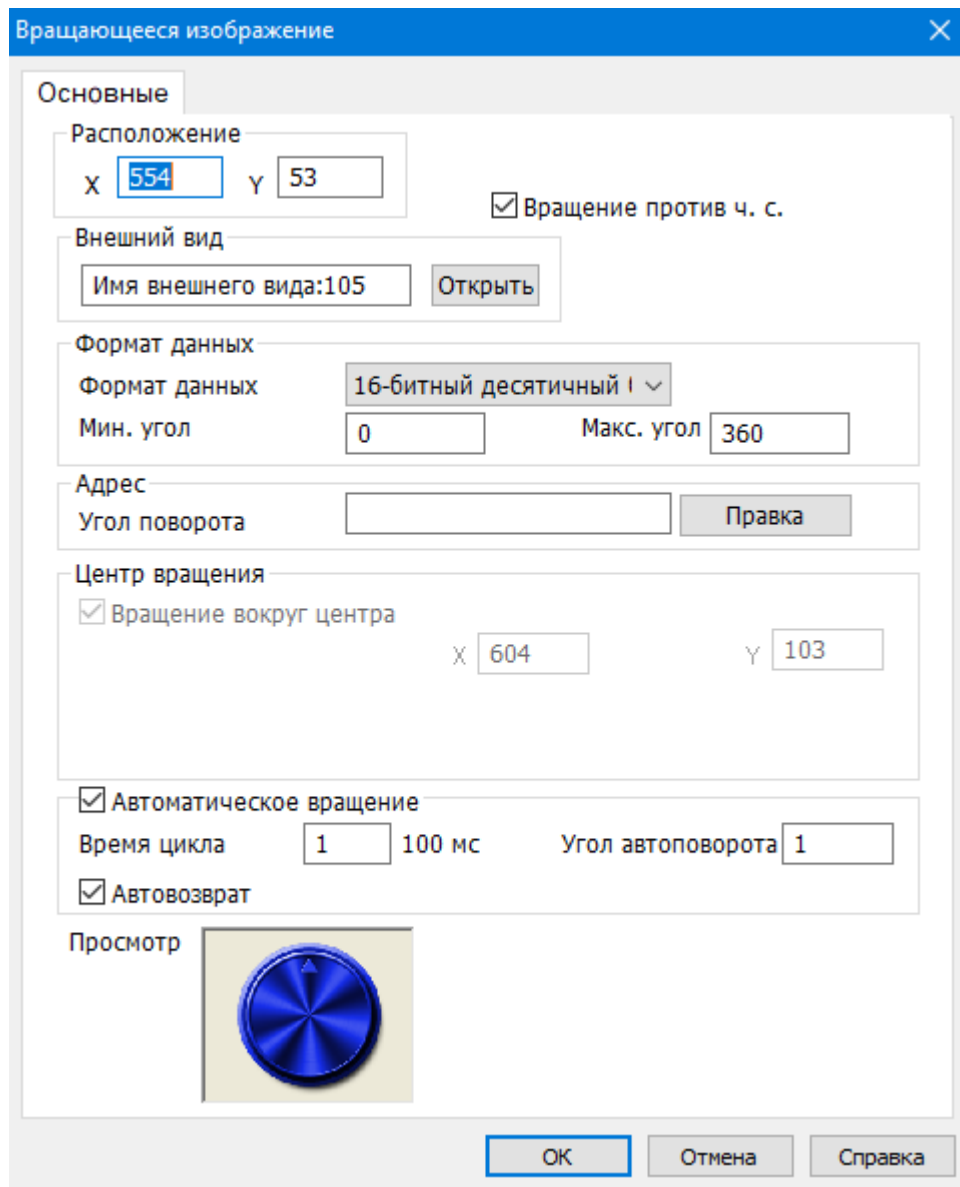 Вращающееся изображение
Основные
Расположение
X 554 Y 53
Вращение против ч. с.
Внешний вид
Имя внешнего вида:105 Открыть
Формат данных
Формат данных 16-битный десятичный
Мин. угол 0 Макс. угол 360
Адрес
Угол поворота Правка
Центр вращения
Вращение вокруг центра
X 604 Y 103
Автоматическое вращение
Время цикла 1 100 мс Угол автоповорота 1
Автовозврат
Просмотр
OK Отмена Справка